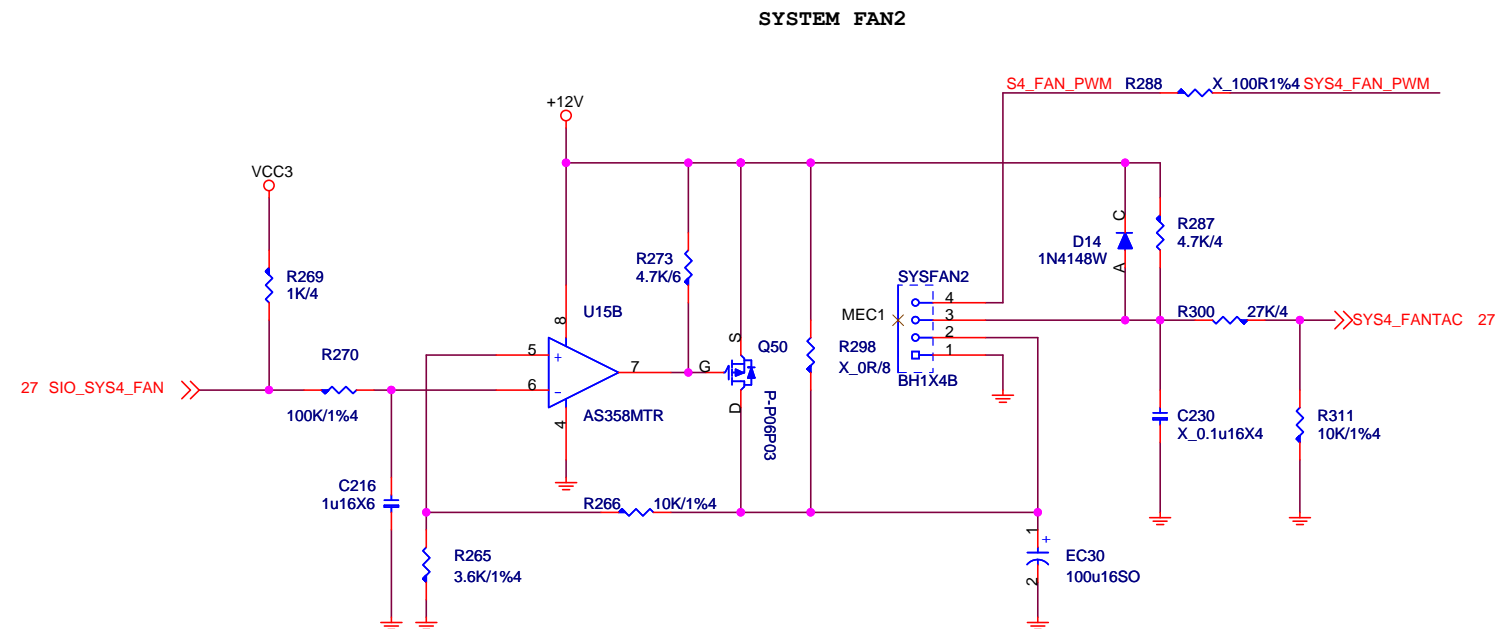 SYSTEM FAN2
S4_FAN_PWM R288 X_100R1%4 SYS4_FAN_PWM
+12V
VCC3
C
R287
4.7K/4
D14
1N4148W
A
R273
4.7K/6
R269
1K/4
SYSFAN2
4
3
2
1
MEC1
BH1X4B
U15B
8
5
+
6
-
7
4
AS358MTR
R300 27K/4
SYS4_FANTAC 27
S
G
D
Q50
P-P06P03
R298
X_0R/8
R270
100K/1%4
27 SIO_SYS4_FAN
C230
X_0.1u16X4
R311
10K/1%4
C216
1u16X6
R266 10K/1%4
R265
3.6K/1%4
1
+
2
EC30
100u16SO